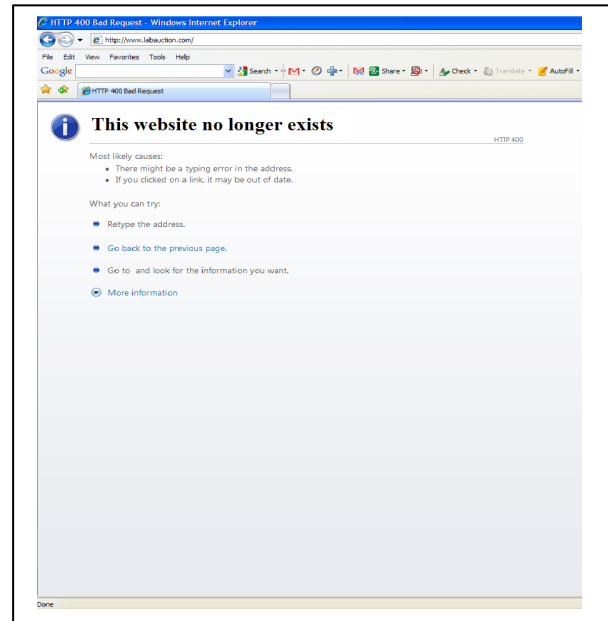 HTTP 400 Bad Request - Windows Internet Explorer
http://www.labauction.com/
File Edit View Favorites Tools Help
Google Search Share Check Translate AutoFill
HTTP 400 Bad Request
This website no longer exists
HTTP 400
Most likely causes:
There might be a typing error in the address.
If you clicked on a link, it may be out of date.
What you can try:
Retype the address.
Go back to the previous page.
Go to and look for the information you want.
More information
Done